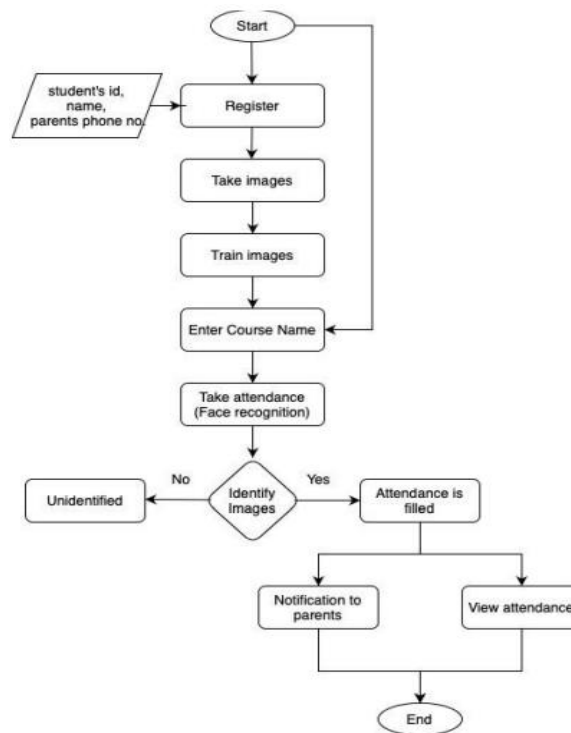 Start
student's id,
name,
parents phone no.
Register
Take images
Train images
Enter Course Name
Take attendance
(Face recognition)
No
Identify
Images
Yes
Unidentified
Attendance is
filled
Notification to
parents
View attendance
End